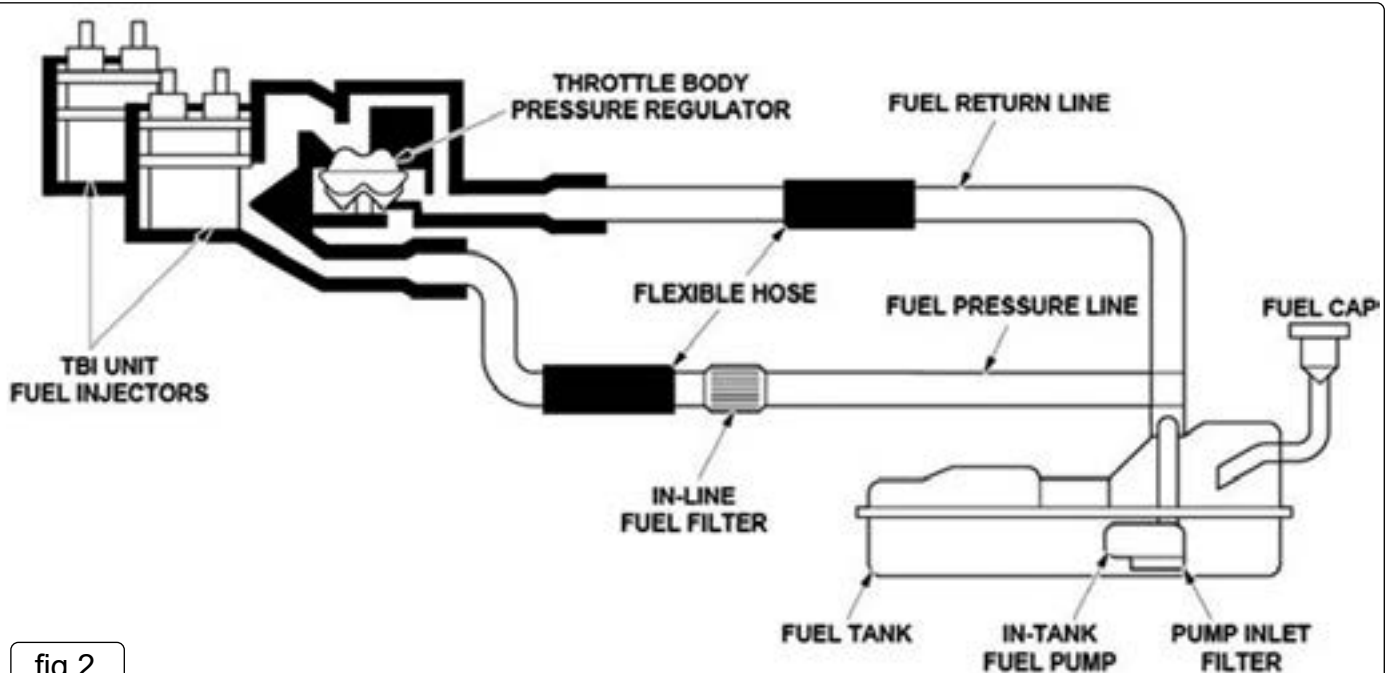 THROTTLE BODY
PRESSURE REGULATOR
FUEL RETURN LINE
FLEXIBLE HOSE
FUEL PRESSURE LINE
FUEL CAP
TBI UNIT
FUEL INJECTORS
IN-LINE
FUEL FILTER
FUEL TANK
IN-TANK
FUEL PUMP
PUMP INLET
FILTER
fig 2